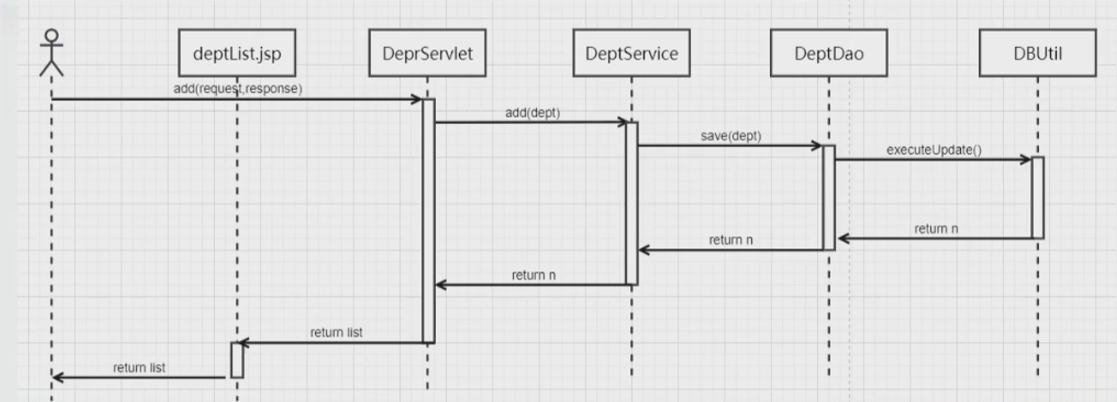 deptList.jsp
DeprServlet
DeptService
DeptDao
DBUtil
add(request,response)
add(dept)
save(dept)
executeUpdate()
return n
return n
return n
return list
return list